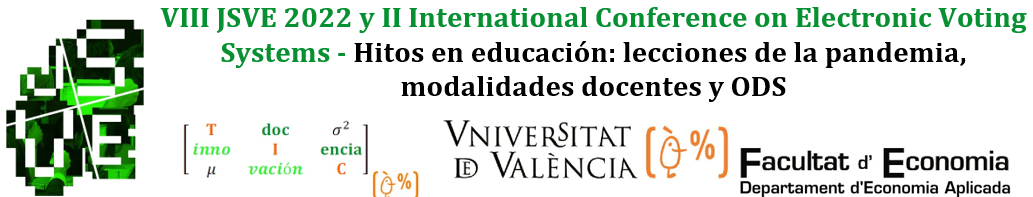 VIII JSVE 2022 y II International Conference on Electronic Voting
Systems - Hitos en educación: lecciones de la pandemia,
modalidades docentes y ODS
JSVE
T doc σ²
inno I encia
μ vación C
%
VNIVERSITAT
DE VALÈNCIA
%
Facultat d' Economia
Departament d'Economia Aplicada